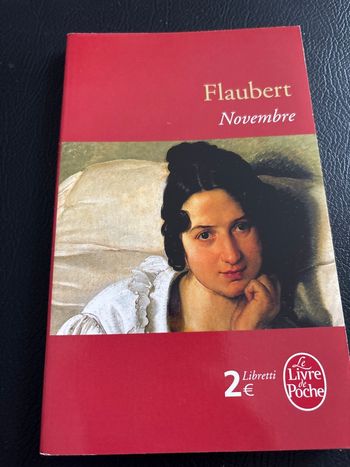 Flaubert
Novembre
2€ Libretti
Le
Livre
de
Poche